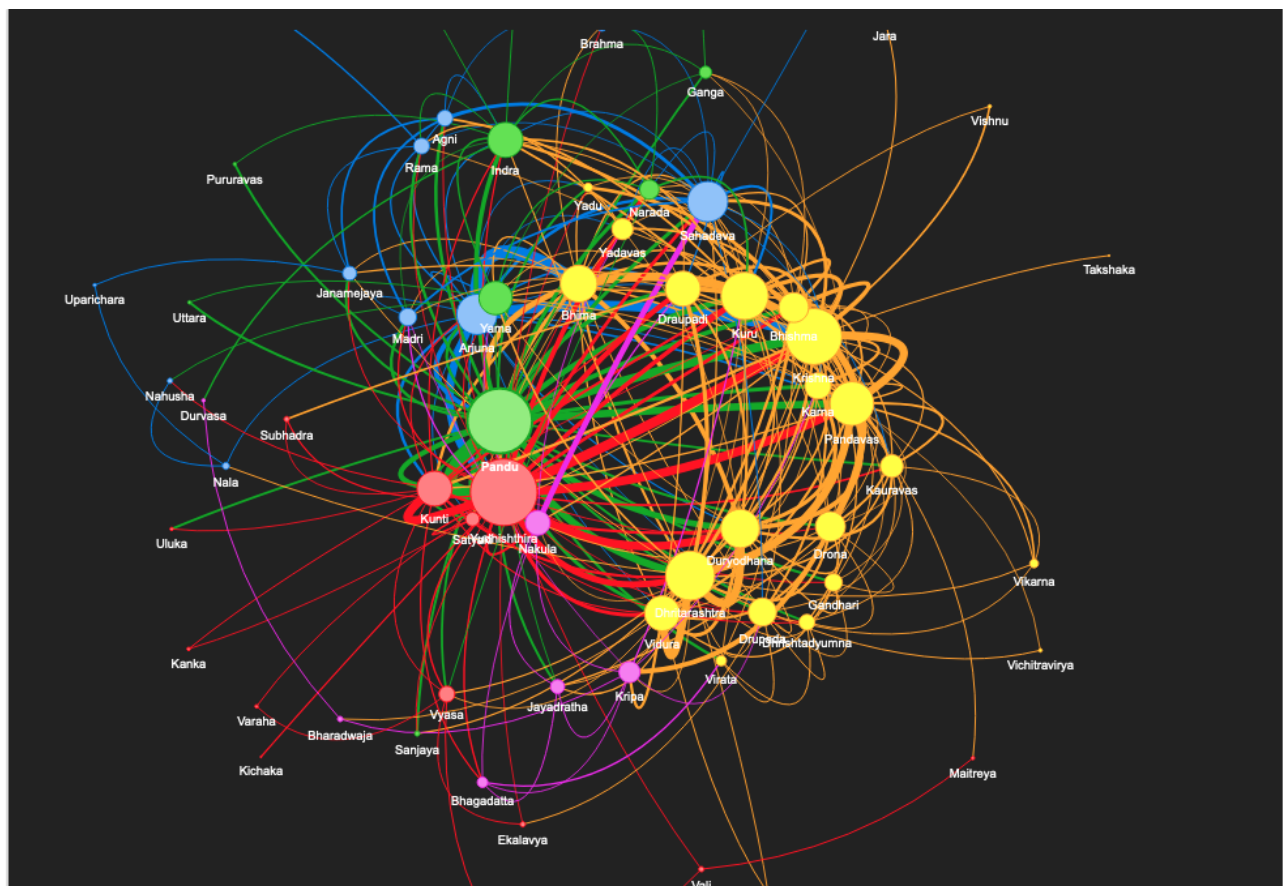 Brahma
Jara
Ganga
Vishnu
Agni
Rama
Indra
Pururavas
Yadu
Narada
Yadavas
Sahadeva
Takshaka
Uparichara
Janamejaya
Uttara
Madri
Yama
Bhima
Draupadi
Kuru
Bhishma
Arjuna
Krishna
Nahusha
Durvasa
Karna
Subhadra
Pandavas
Nala
Pandu
Kauravas
Kunti
Satyaki
Yudhishthira
Nakula
Uluka
Duryodhana
Drona
Vikarna
Gandhari
Dhritarashtra
Vidura
Drupada
Dhrishtadyumna
Kanka
Vichitravirya
Virata
Kripa
Jayadratha
Vyasa
Varaha
Bharadwaja
Sanjaya
Kichaka
Maitreya
Bhagadatta
Ekalavya
Vali